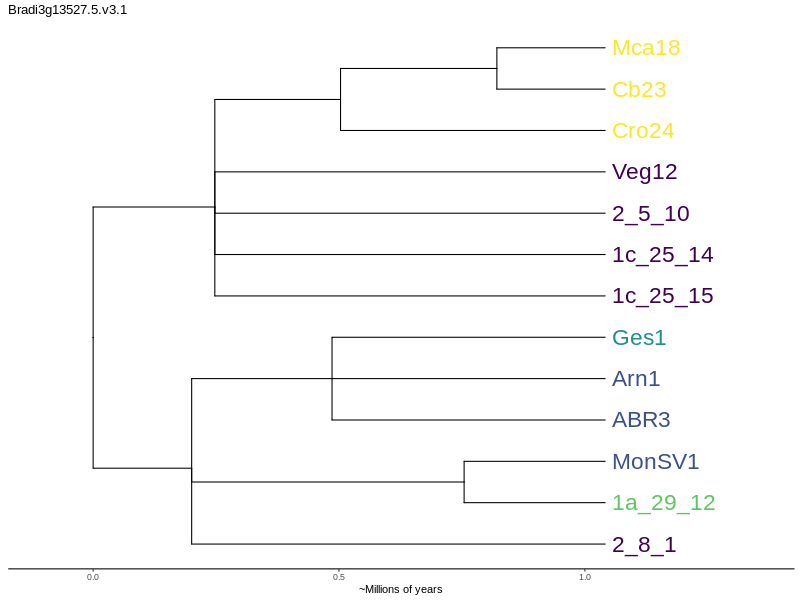 Bradi3g13527.5.v3.1
Mca18
Cb23
Cro24
Veg12
2_5_10
1c_25_14
1c_25_15
Ges1
Arn1
ABR3
MonSV1
1a_29_12
2_8_1
0.0 0.5 1.0
~Millions of years